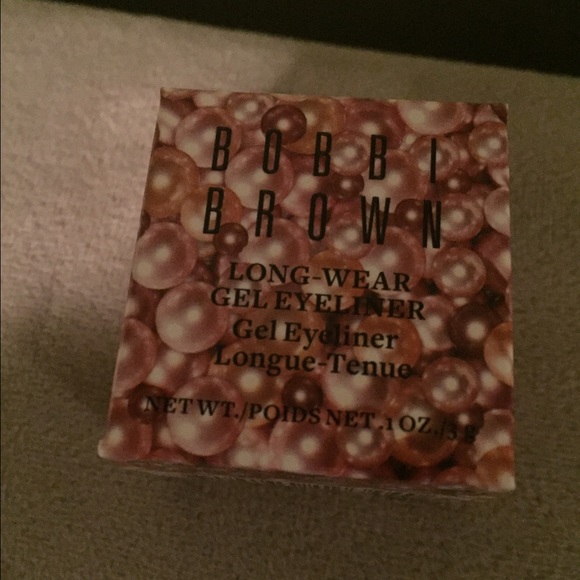 BOBBI
BROWN
LONG-WEAR
GEL EYELINER
Gel Eyeliner
Longue-Tenue
NET WT./POIDS NET .1 OZ./3 g